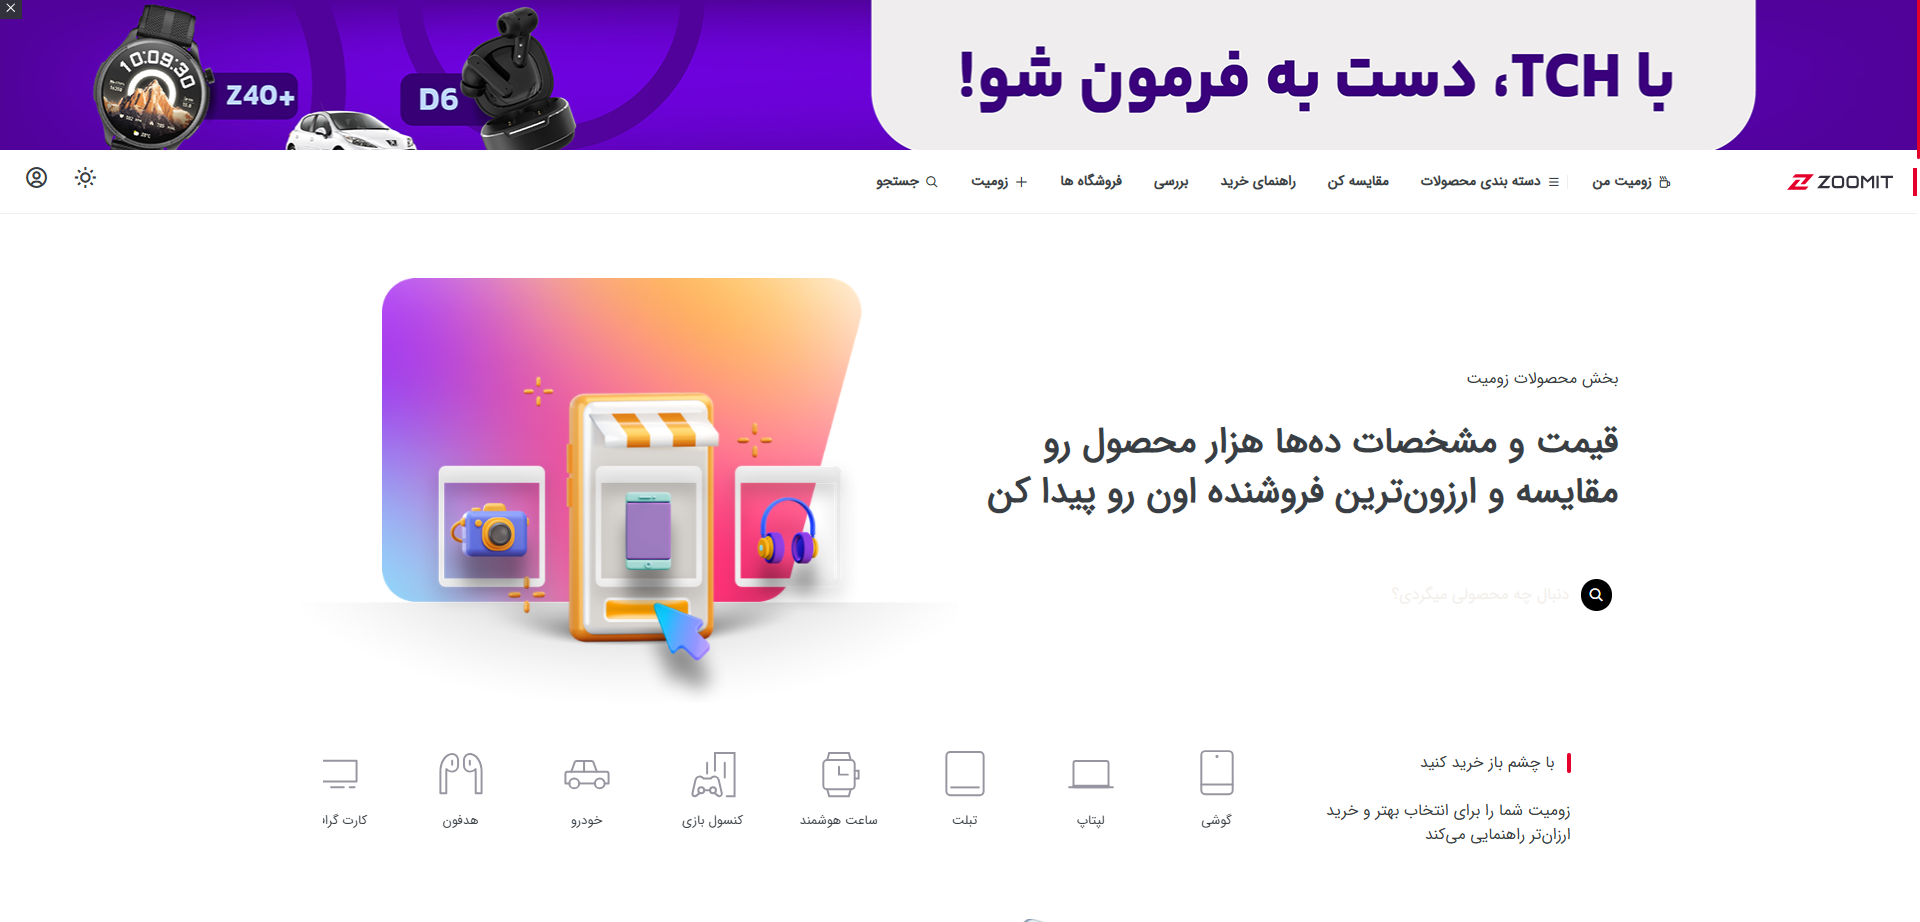 با TCH، دست به فرمون شو!
D6
Z40+
10:09:30
ZOOMIT
زومیت من
دسته بندی محصولات
مقایسه کن
راهنمای خرید
بررسی
فروشگاه ها
زومیت
جستجو
بخش محصولات زومیت
قیمت و مشخصات ده‌ها هزار محصول رو
مقایسه و ارزون‌ترین فروشنده اون رو پیدا کن
دنبال چه محصولی میگردی؟
با چشم باز خرید کنید
زومیت شما را برای انتخاب بهتر و خرید
ارزان‌تر راهنمایی می‌کند
گوشی
لپتاپ
تبلت
ساعت هوشمند
کنسول بازی
خودرو
هدفون
کارت گراف